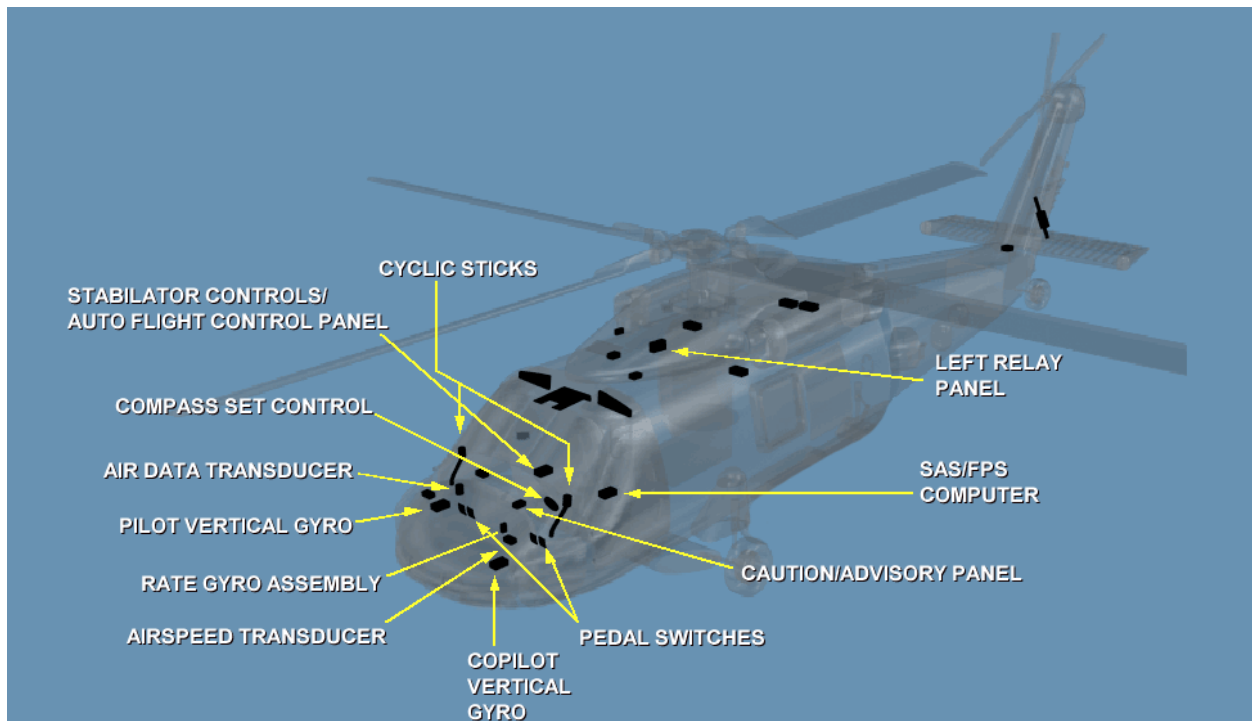 CYCLIC STICKS
STABILATOR CONTROLS/
AUTO FLIGHT CONTROL PANEL
COMPASS SET CONTROL
AIR DATA TRANSDUCER
PILOT VERTICAL GYRO
RATE GYRO ASSEMBLY
AIRSPEED TRANSDUCER
COPILOT
VERTICAL
GYRO
PEDAL SWITCHES
CAUTION/ADVISORY PANEL
SAS/FPS
COMPUTER
LEFT RELAY
PANEL